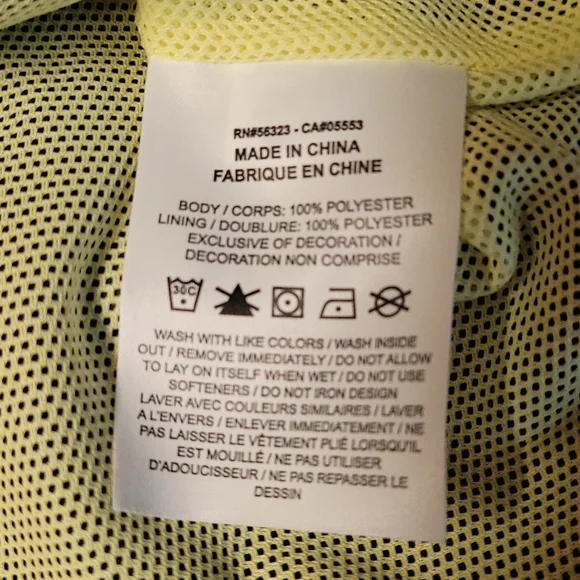 RN#56323 - CA#05553
MADE IN CHINA
FABRIQUE EN CHINE
BODY / CORPS: 100% POLYESTER
LINING / DOUBLURE: 100% POLYESTER
EXCLUSIVE OF DECORATION /
DECORATION NON COMPRISE
30C
WASH WITH LIKE COLORS / WASH INSIDE
OUT / REMOVE IMMEDIATELY / DO NOT ALLOW
TO LAY ON ITSELF WHEN WET / DO NOT USE
SOFTENERS / DO NOT IRON DESIGN
LAVER AVEC COULEURS SIMILAIRES / LAVER
A L'ENVERS / ENLEVER IMMEDIATEMENT / NE
PAS LAISSER LE VÊTEMENT PLIÉ LORSQU'IL
EST MOUILLÉ / NE PAS UTILISER
D'ADOUCISSEUR / NE PAS REPASSER LE
DESSIN